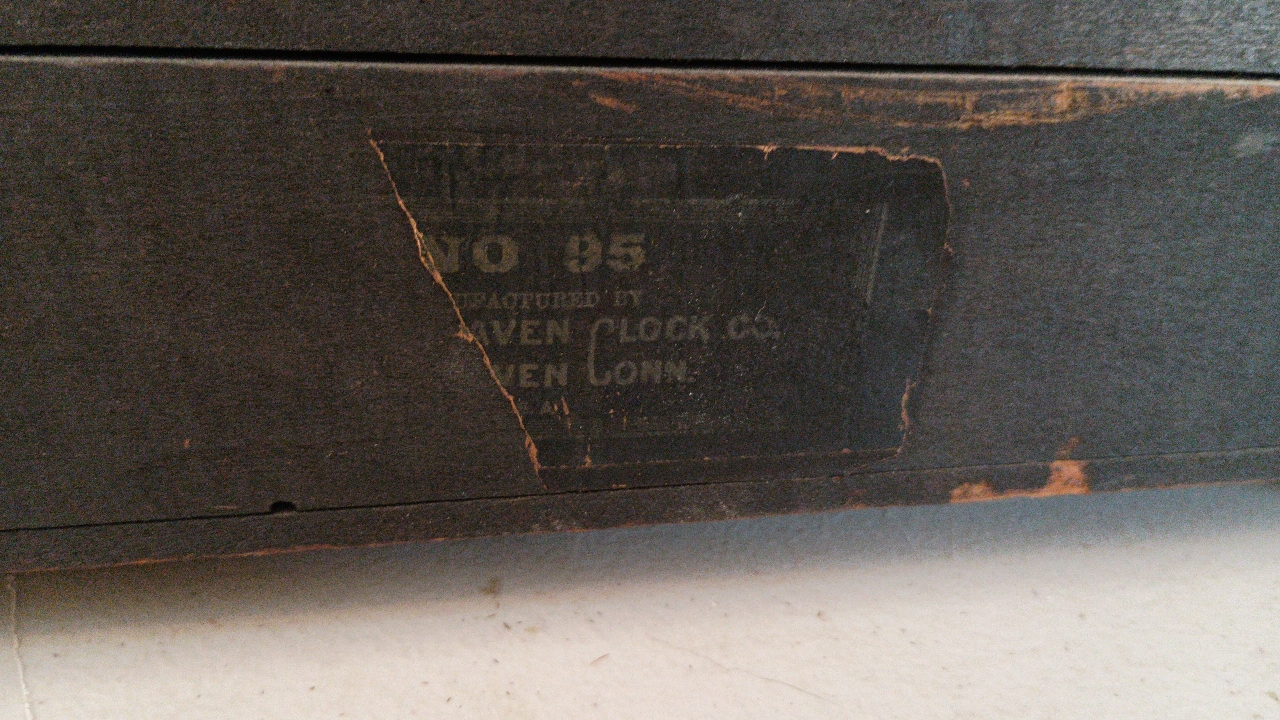 NO 95
UFACTURED BY
AVEN CLOCK CO.
VEN CONN.